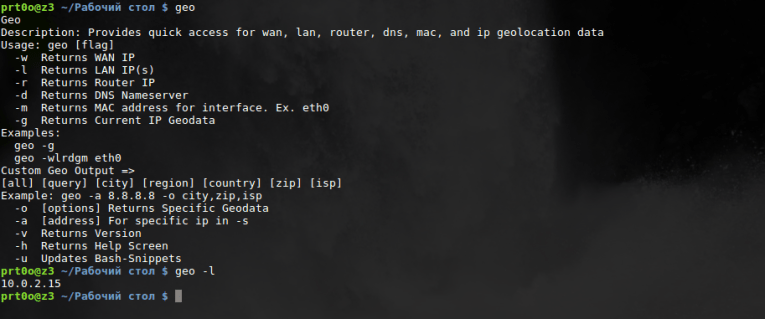 prt0o@z3 ~/Рабочий стол $ geo
Geo
Description: Provides quick access for wan, lan, router, dns, mac, and ip geolocation data
Usage: geo [flag]
  -w  Returns WAN IP
  -l  Returns LAN IP(s)
  -r  Returns Router IP
  -d  Returns DNS Nameserver
  -m  Returns MAC address for interface. Ex. eth0
  -g  Returns Current IP Geodata
Examples:
  geo -g
  geo -wlrdgm eth0
Custom Geo Output =>
[all] [query] [city] [region] [country] [zip] [isp]
Example: geo -a 8.8.8.8 -o city,zip,isp
  -o  [options] Returns Specific Geodata
  -a  [address] For specific ip in -s
  -v  Returns Version
  -h  Returns Help Screen
  -u  Updates Bash-Snippets
prt0o@z3 ~/Рабочий стол $ geo -l
10.0.2.15
prt0o@z3 ~/Рабочий стол $